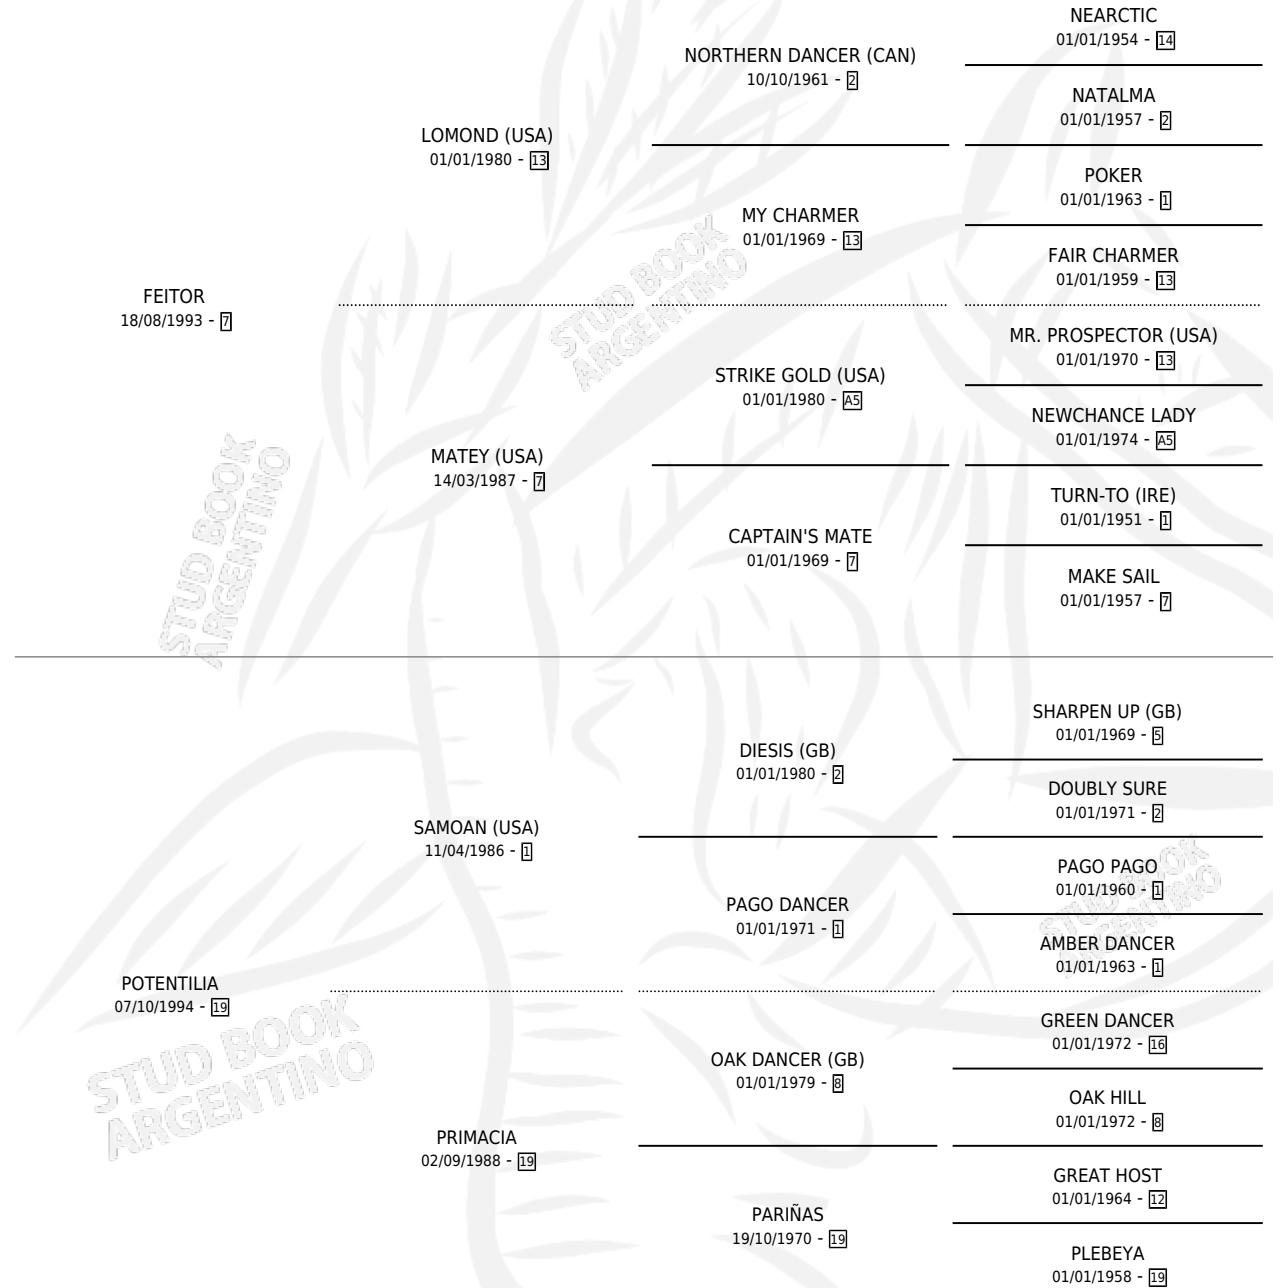 NEARCTIC
01/01/1954 - 14
NORTHERN DANCER (CAN)
10/10/1961 - 2
NATALMA
01/01/1957 - 2
LOMOND (USA)
01/01/1980 - 13
POKER
01/01/1963 - 1
MY CHARMER
01/01/1969 - 13
FAIR CHARMER
01/01/1959 - 13
FEITOR
18/08/1993 - 7
MR. PROSPECTOR (USA)
01/01/1970 - 13
STRIKE GOLD (USA)
01/01/1980 - A5
NEWCHANCE LADY
01/01/1974 - A5
MATEY (USA)
14/03/1987 - 7
TURN-TO (IRE)
01/01/1951 - 1
CAPTAIN'S MATE
01/01/1969 - 7
MAKE SAIL
01/01/1957 - 7
STUD BOOK
ARGENTINO
STUD BOOK
ARGENTINO
SHARPEN UP (GB)
01/01/1969 - 5
DIESIS (GB)
01/01/1980 - 2
DOUBLY SURE
01/01/1971 - 2
SAMOAN (USA)
11/04/1986 - 1
PAGO PAGO
01/01/1960 - 1
PAGO DANCER
01/01/1971 - 1
AMBER DANCER
01/01/1963 - 1
STUD BOOK
ARGENTINO
POTENTILIA
07/10/1994 - 19
GREEN DANCER
01/01/1972 - 16
OAK DANCER (GB)
01/01/1979 - 8
OAK HILL
01/01/1972 - 8
STUD BOOK
ARGENTINO
PRIMACIA
02/09/1988 - 19
GREAT HOST
01/01/1964 - 12
PARIÑAS
19/10/1970 - 19
PLEBEYA
01/01/1958 - 19